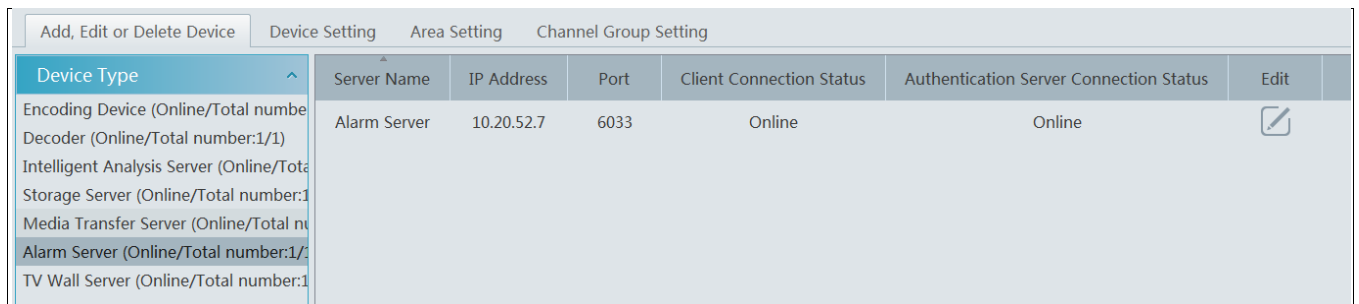 Add, Edit or Delete Device Device Setting Area Setting Channel Group Setting
Device Type
Server Name IP Address Port Client Connection Status Authentication Server Connection Status Edit
Encoding Device (Online/Total numbe
Alarm Server 10.20.52.7 6033 Online Online
Decoder (Online/Total number:1/1)
Intelligent Analysis Server (Online/Tota
Storage Server (Online/Total number:1
Media Transfer Server (Online/Total nu
Alarm Server (Online/Total number:1/1
TV Wall Server (Online/Total number:1